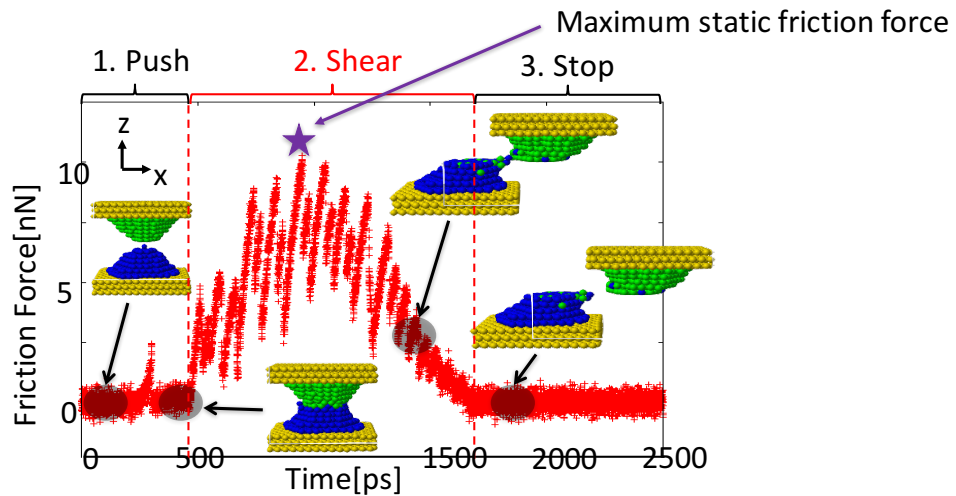 Maximum static friction force
1. Push
2. Shear
3. Stop
z
x
10
5
0
Friction Force[nN]
0
500
1500
2000
2500
Time[ps]